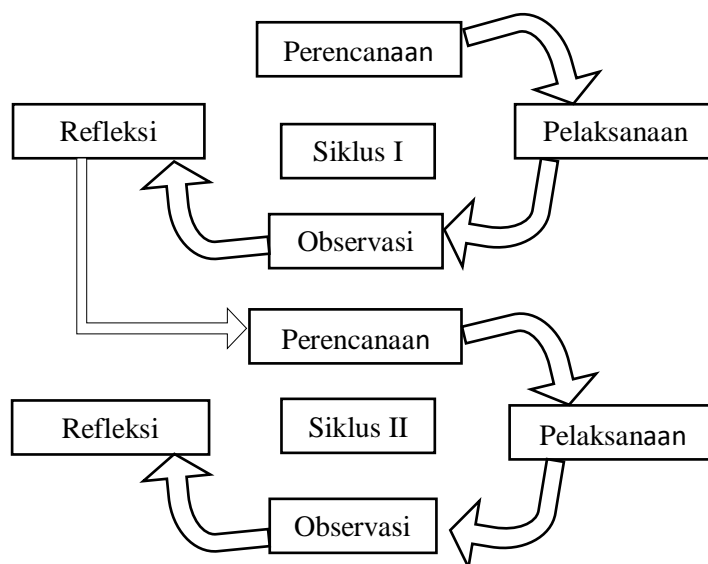 Perencanaan
Refleksi
Siklus I
Pelaksanaan
Observasi
Perencanaan
Refleksi
Siklus II
Pelaksanaan
Observasi